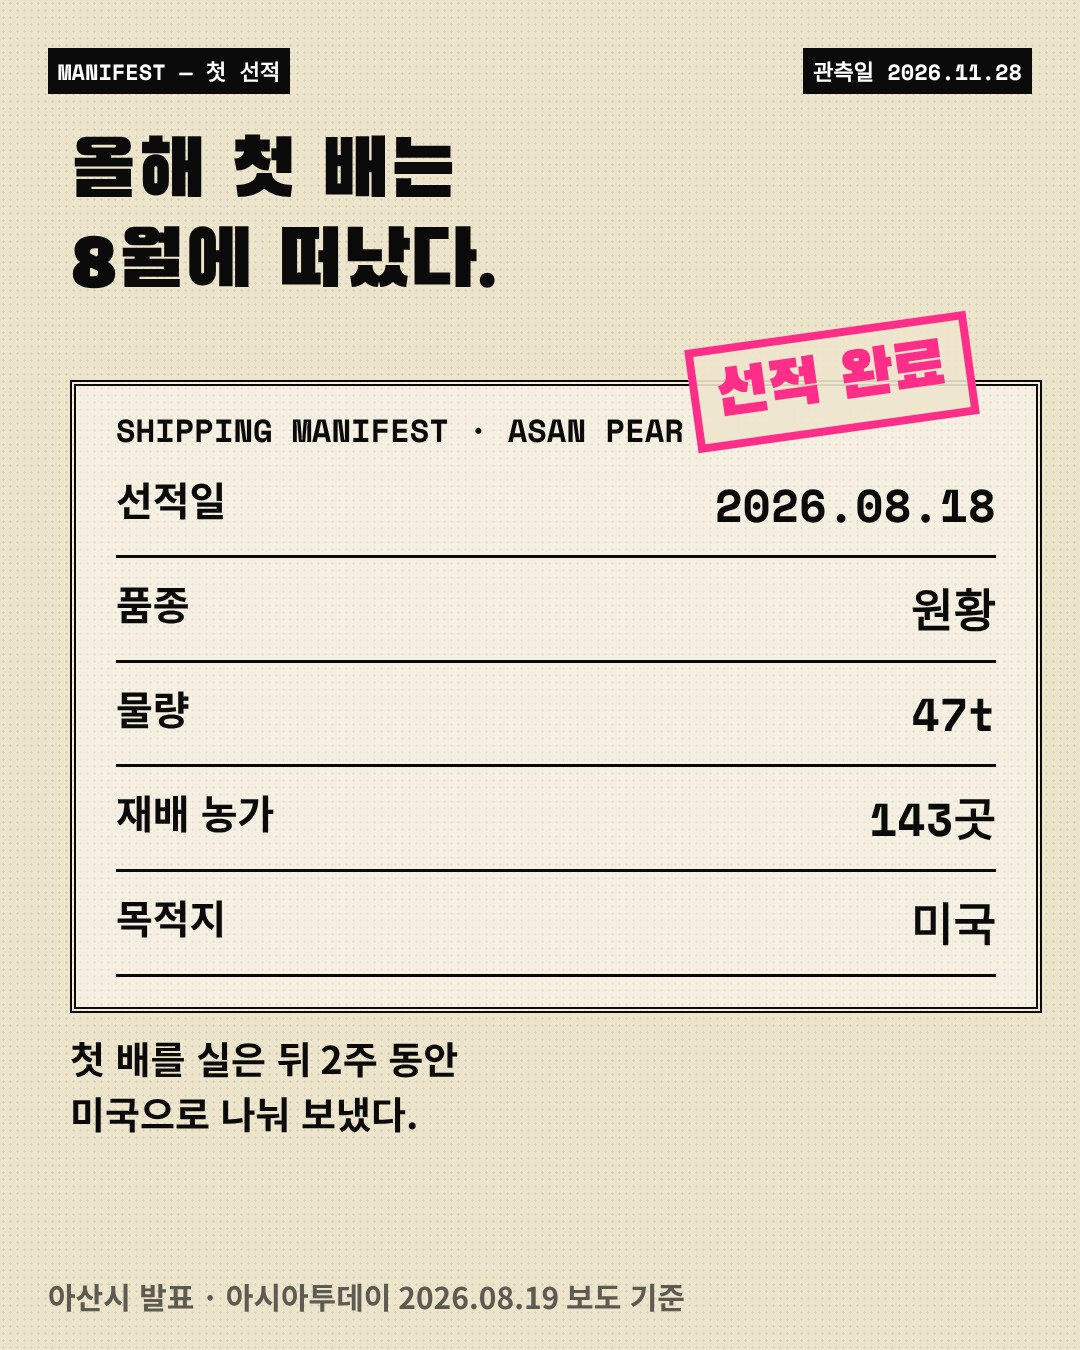 MANIFEST — 첫 선적
관측일 2026.11.28
올해 첫 배는
8월에 떠났다.
선적 완료
SHIPPING MANIFEST · ASAN PEAR
선적일 2026.08.18
품종 원황
물량 47t
재배 농가 143곳
목적지 미국
첫 배를 실은 뒤 2주 동안
미국으로 나눠 보냈다.
아산시 발표 · 아시아투데이 2026.08.19 보도 기준